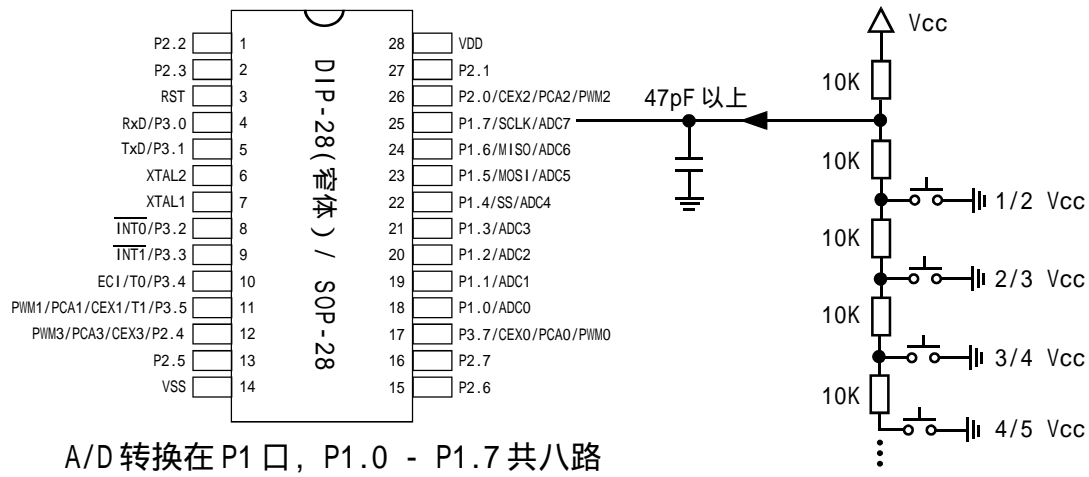 P2.2 1
P2.3 2
RST 3
RxD/P3.0 4
TxD/P3.1 5
XTAL2 6
XTAL1 7
INT0/P3.2 8
INT1/P3.3 9
ECI/T0/P3.4 10
PWM1/PCA1/CEX1/T1/P3.5 11
PWM3/PCA3/CEX3/P2.4 12
P2.5 13
VSS 14
DIP-28(窄体) / SOP-28
28 VDD
27 P2.1
26 P2.0/CEX2/PCA2/PWM2
25 P1.7/SCLK/ADC7
24 P1.6/MISO/ADC6
23 P1.5/MOSI/ADC5
22 P1.4/SS/ADC4
21 P1.3/ADC3
20 P1.2/ADC2
19 P1.1/ADC1
18 P1.0/ADC0
17 P3.7/CEX0/PCA0/PWM0
16 P2.7
15 P2.6
47pF 以上
Vcc
10K
10K
1/2 Vcc
10K
2/3 Vcc
10K
3/4 Vcc
10K
4/5 Vcc
A/D 转换在 P1 口, P1.0 - P1.7 共八路